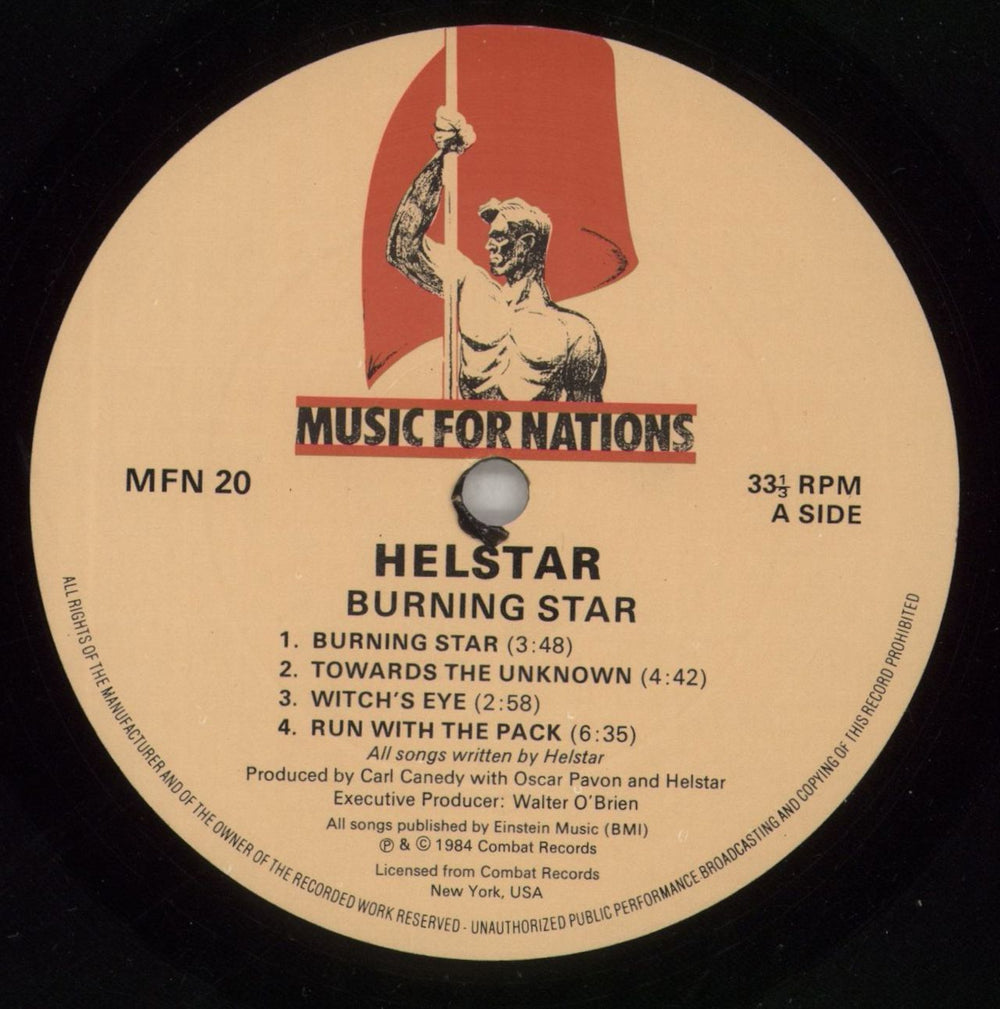 MUSIC FOR NATIONS
MFN 20
33⅓ RPM
A SIDE
HELSTAR
BURNING STAR
1. BURNING STAR (3:48)
2. TOWARDS THE UNKNOWN (4:42)
3. WITCH'S EYE (2:58)
4. RUN WITH THE PACK (6:35)
All songs written by Helstar
Produced by Carl Canedy with Oscar Pavon and Helstar
Executive Producer: Walter O'Brien
All songs published by Einstein Music (BMI)
℗ & © 1984 Combat Records
Licensed from Combat Records
New York, USA
ALL RIGHTS OF THE MANUFACTURER AND OF THE OWNER OF THE RECORDED WORK RESERVED - UNAUTHORIZED PUBLIC PERFORMANCE BROADCASTING AND COPYING OF THIS RECORD PROHIBITED